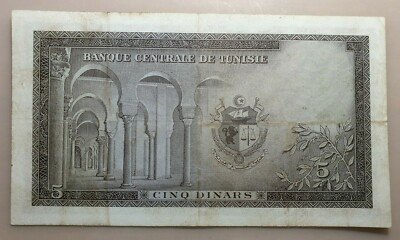 BANQUE CENTRALE DE TUNISIE
5
5
CINQ DINARS